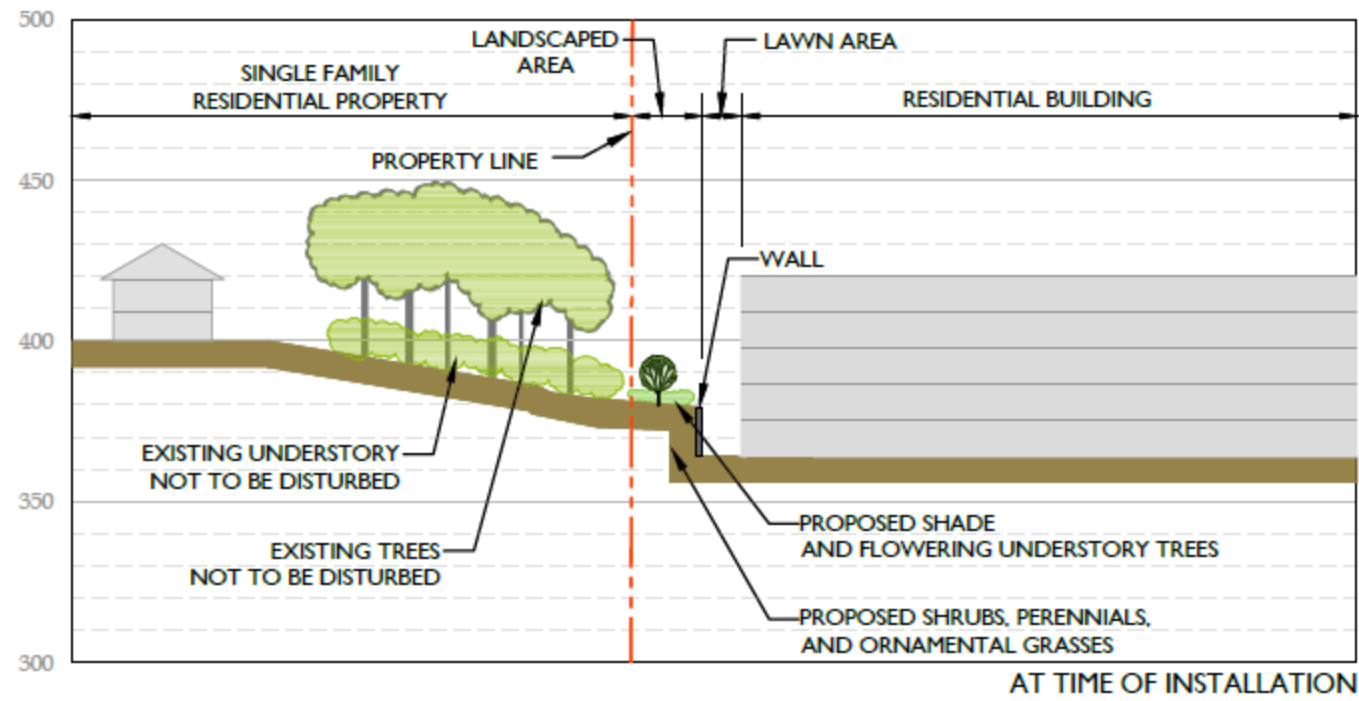 500
LANDSCAPED
AREA
LAWN AREA
SINGLE FAMILY
RESIDENTIAL PROPERTY
RESIDENTIAL BUILDING
PROPERTY LINE
450
WALL
400
EXISTING UNDERSTORY
NOT TO BE DISTURBED
350
PROPOSED SHADE
AND FLOWERING UNDERSTORY TREES
EXISTING TREES
NOT TO BE DISTURBED
PROPOSED SHRUBS, PERENNIALS,
AND ORNAMENTAL GRASSES
300
AT TIME OF INSTALLATION